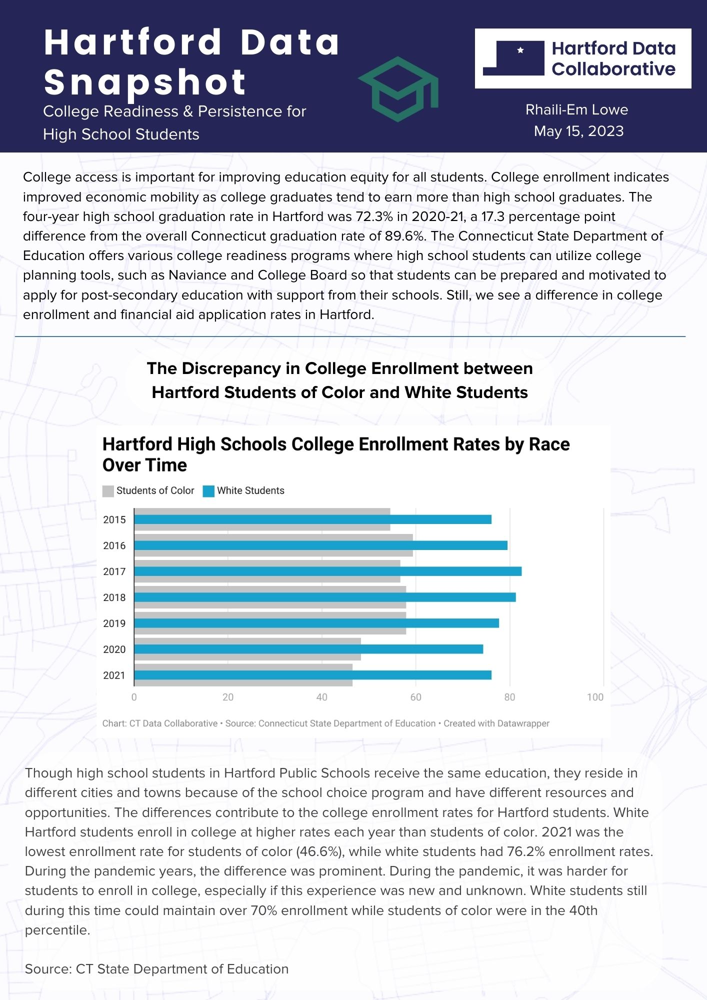 Hartford Data
Snapshot
College Readiness & Persistence for
High School Students
Hartford Data
Collaborative
Rhaili-Em Lowe
May 15, 2023
College access is important for improving education equity for all students. College enrollment indicates
improved economic mobility as college graduates tend to earn more than high school graduates. The
four-year high school graduation rate in Hartford was 72.3% in 2020-21, a 17.3 percentage point
difference from the overall Connecticut graduation rate of 89.6%. The Connecticut State Department of
Education offers various college readiness programs where high school students can utilize college
planning tools, such as Naviance and College Board so that students can be prepared and motivated to
apply for post-secondary education with support from their schools. Still, we see a difference in college
enrollment and financial aid application rates in Hartford.
The Discrepancy in College Enrollment between
Hartford Students of Color and White Students
Hartford High Schools College Enrollment Rates by Race
Over Time
Students of Color White Students
2015
2016
2017
2018
2019
2020
2021
0 20 40 60 80 100
Chart: CT Data Collaborative • Source: Connecticut State Department of Education • Created with Datawrapper
Though high school students in Hartford Public Schools receive the same education, they reside in
different cities and towns because of the school choice program and have different resources and
opportunities. The differences contribute to the college enrollment rates for Hartford students. White
Hartford students enroll in college at higher rates each year than students of color. 2021 was the
lowest enrollment rate for students of color (46.6%), while white students had 76.2% enrollment rates.
During the pandemic years, the difference was prominent. During the pandemic, it was harder for
students to enroll in college, especially if this experience was new and unknown. White students still
during this time could maintain over 70% enrollment while students of color were in the 40th
percentile.
Source: CT State Department of Education